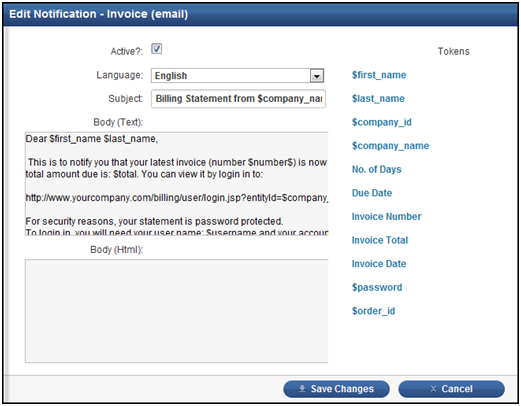 Edit Notification - Invoice (email)
Active?:
Tokens
Language: English
Subject: Billing Statement from $company_nai
Body (Text):
Dear $first_name $last_name,
This is to notify you that your latest invoice (number $number$) is now
total amount due is: $total. You can view it by login in to:
http://www.yourcompany.com/billing/user/login.jsp?entityId=$company_
For security reasons, your statement is password protected.
To login in, you will need your user name: $username and your accoun
Body (Html):
$first_name
$last_name
$company_id
$company_name
No. of Days
Due Date
Invoice Number
Invoice Total
Invoice Date
$password
$order_id
Save Changes
Cancel